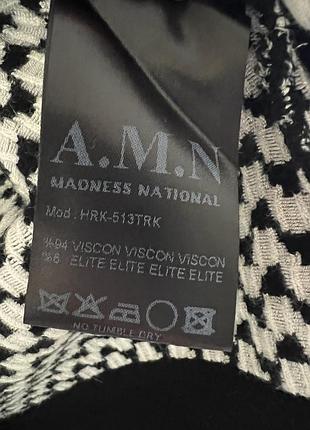 A.M.N
MADNESS NATIONAL
Mod: HRK-513TRK
%94 VISCON VISCON VISCON
%6 ELITE ELITE ELITE ELITE
NO TUMBLE DRY